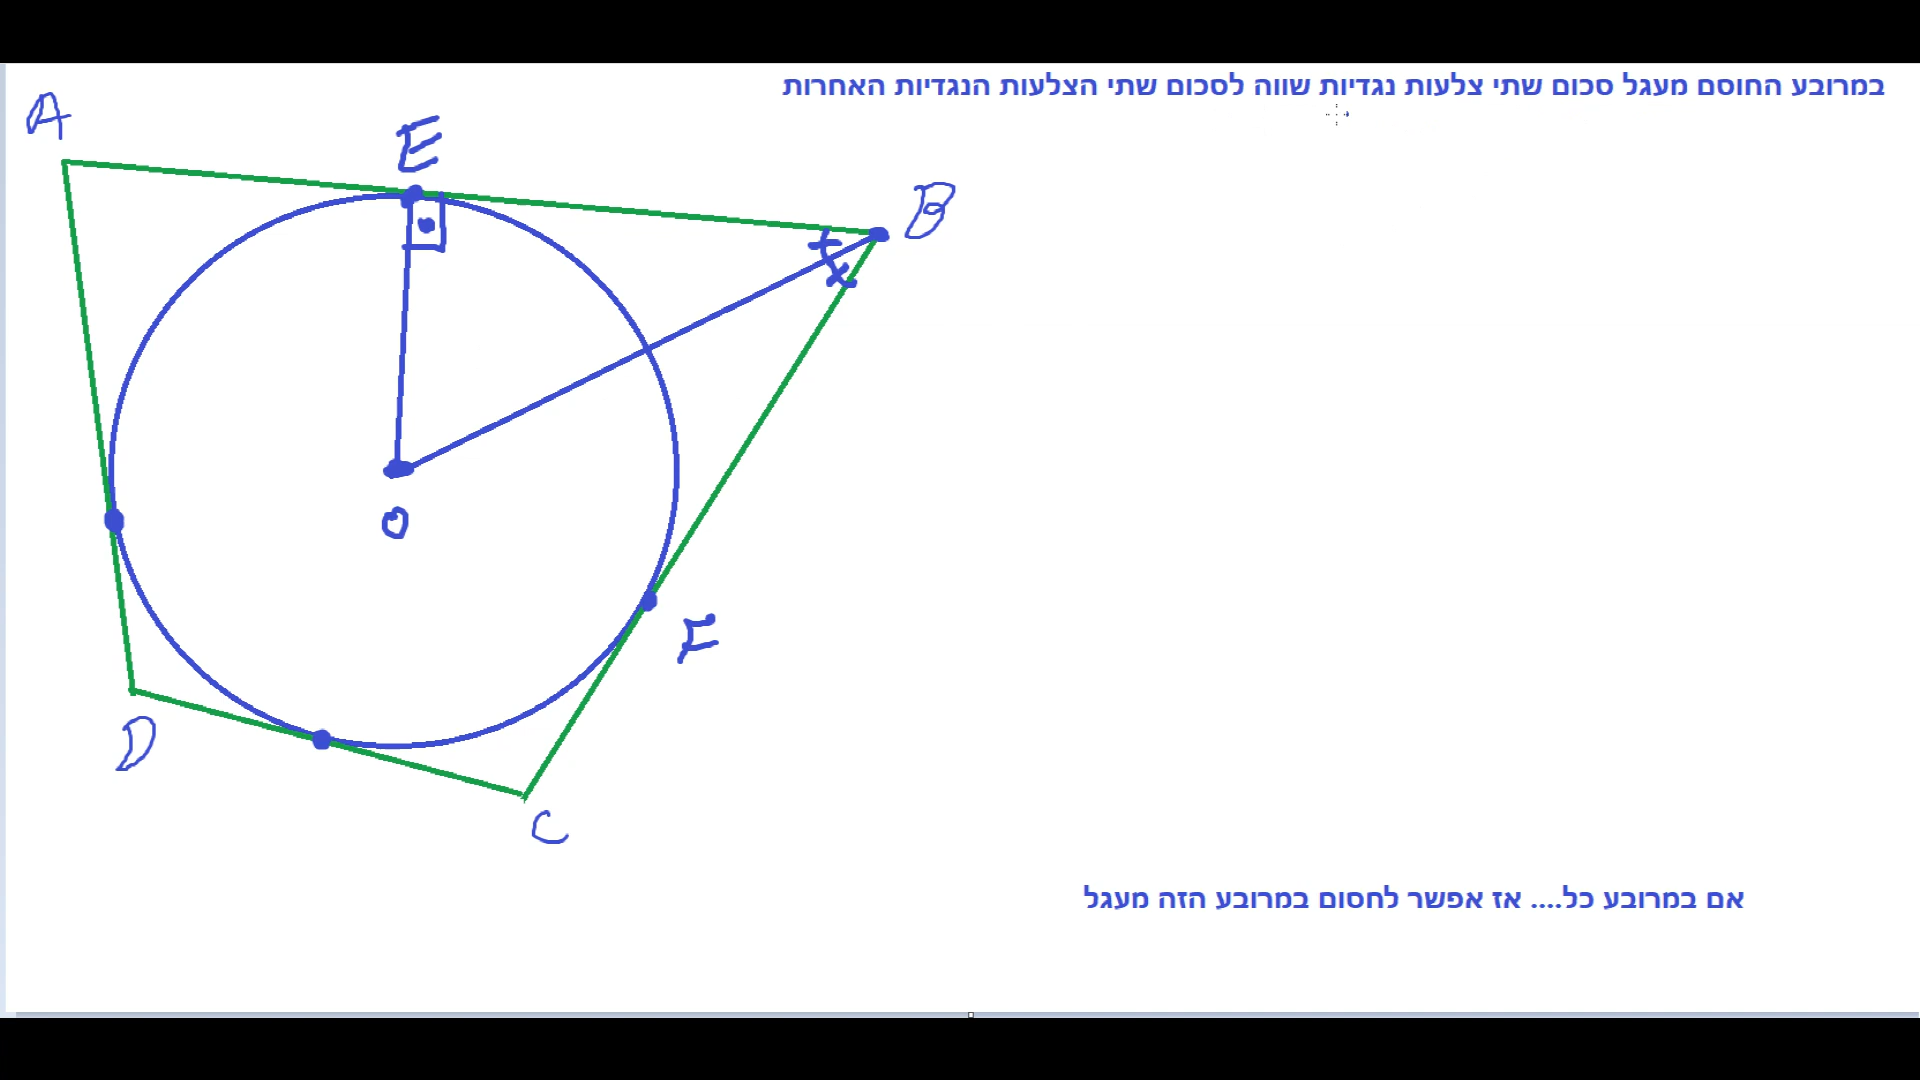 במרובע החוסם מעגל סכום שתי צלעות נגדיות שווה לסכום שתי הצלעות הנגדיות האחרות
A
E
B
O
F
D
C
אם במרובע כל.... אז אפשר לחסום במרובע הזה מעגל